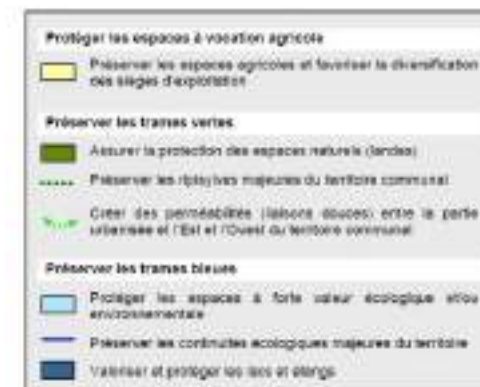 Protéger les espaces à vocation agricole
Préserver les espaces agricoles et favoriser la diversification
des sièges d'exploitation
Préserver les trames vertes
Assurer la protection des espaces naturels (landes)
Préserver les ripisylves majeures du territoire communal
Créer des perméabilités (liaisons douces) entre la partie
urbanisée et l'Est et l'Ouest du territoire communal
Préserver les trames bleues
Protéger les espaces à forte valeur écologique et/ou
environnementale
Préserver les continuités écologiques majeures du territoire
Valoriser et protéger les lacs et étangs